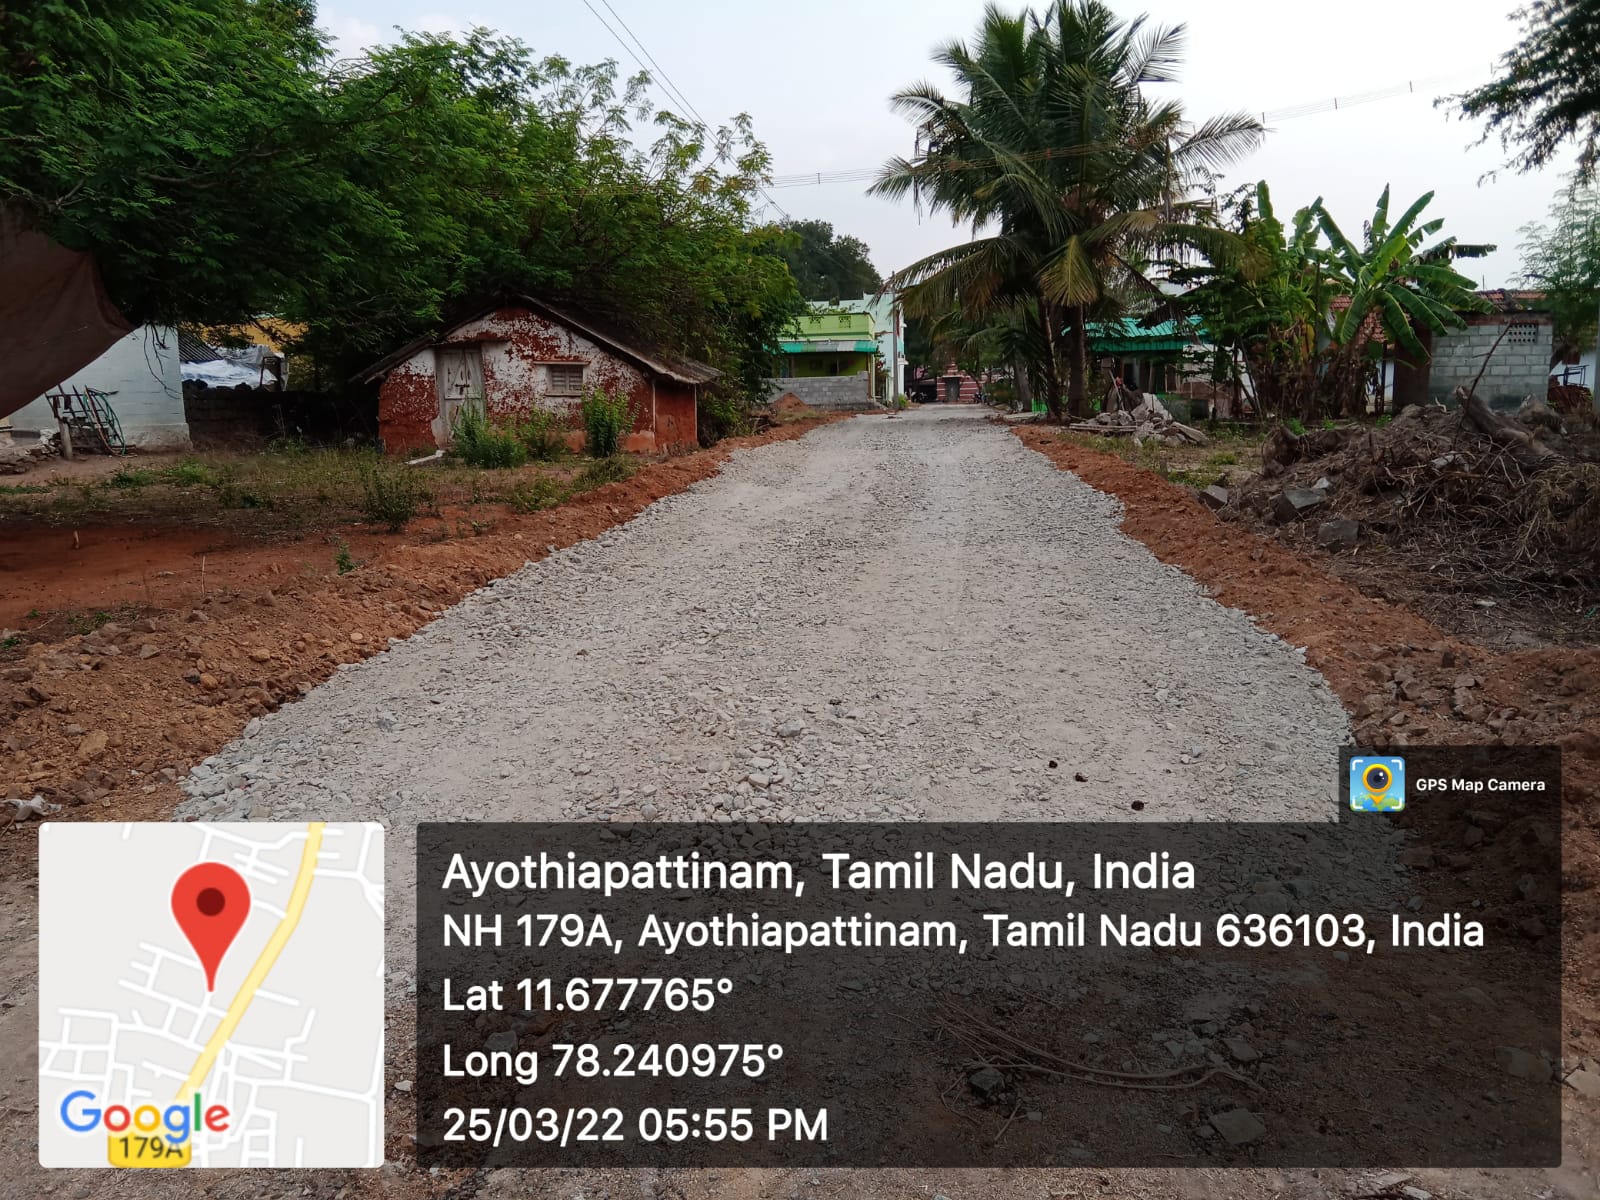 GPS Map Camera
Ayothiapattinam, Tamil Nadu, India
NH 179A, Ayothiapattinam, Tamil Nadu 636103, India
Lat 11.677765°
Long 78.240975°
25/03/22 05:55 PM
Google
179A